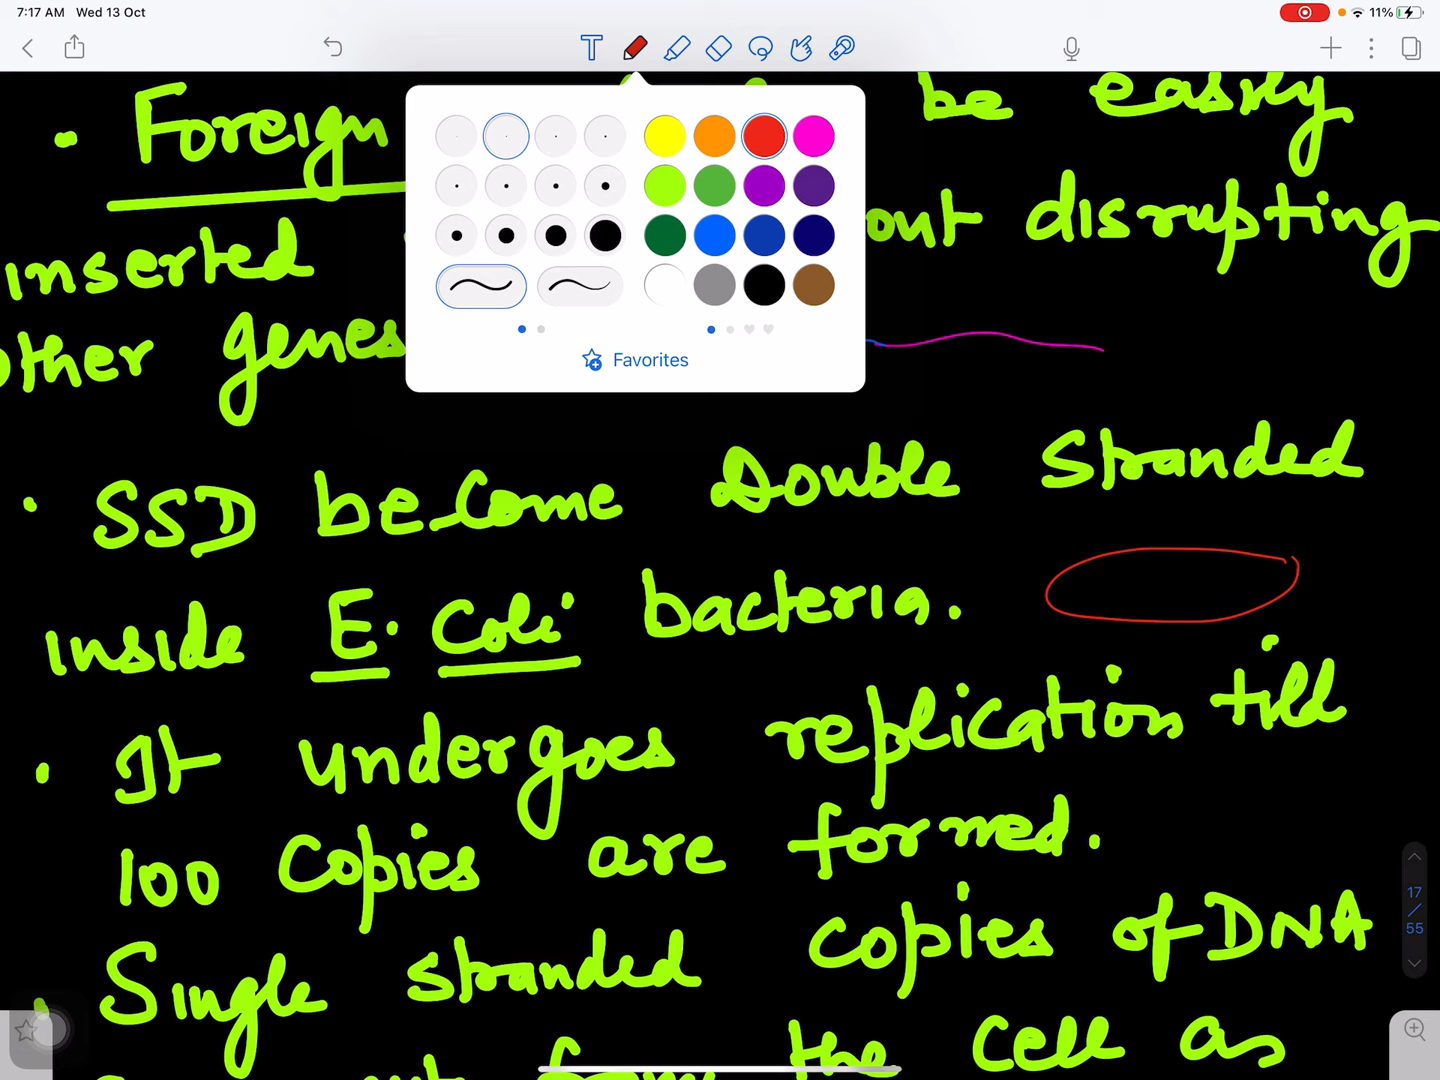 7:17 AM Wed 13 Oct
11%
T
• Foreign be easily
inserted out disrupting
other genes
Favorites
• SSD become Double Stranded
inside E. Coli bacteria.
• It undergoes replication till
100 Copies are formed.
• Single stranded copies of DNA
the cell as
17
/
55